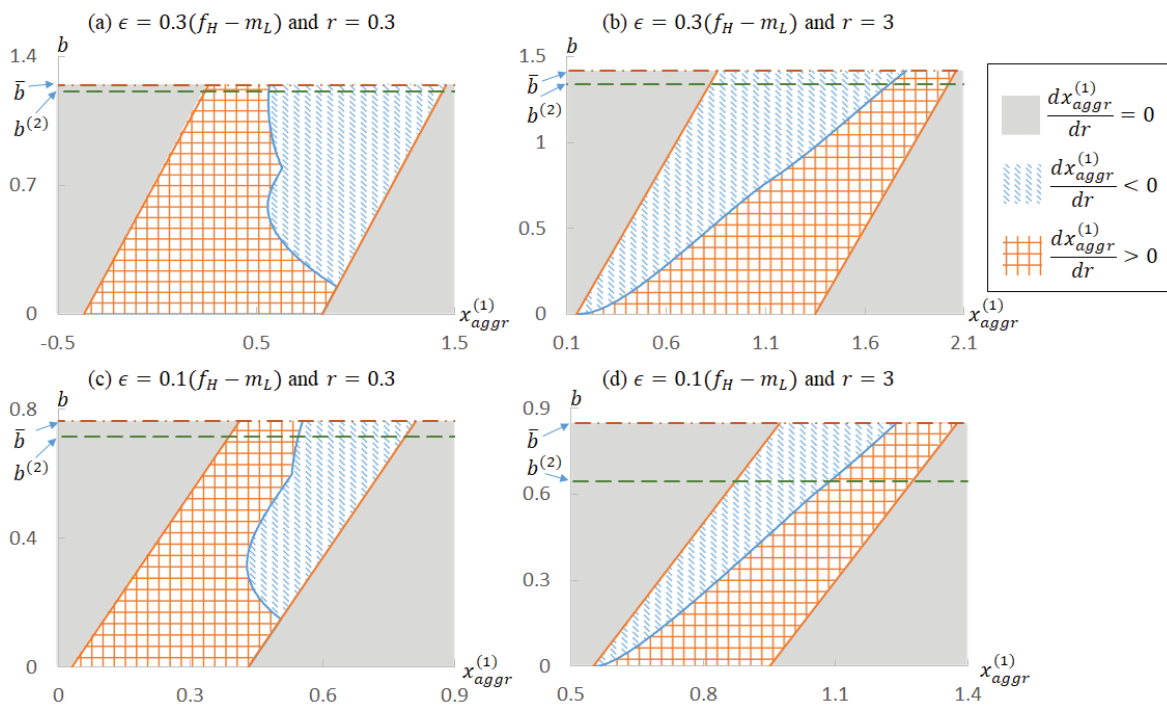 (a) ϵ = 0.3(f_H − m_L) and r = 0.3
b
1.4
b̄
b^(2)
0.7
0
-0.5
0.5
1.5
x_aggr^(1)
(b) ϵ = 0.3(f_H − m_L) and r = 3
b
1.5
b̄
b^(2)
1
0.5
0
0.1
0.6
1.1
1.6
2.1
x_aggr^(1)
dx_aggr^(1)/dr = 0
dx_aggr^(1)/dr < 0
dx_aggr^(1)/dr > 0
(c) ϵ = 0.1(f_H − m_L) and r = 0.3
b
0.8
b̄
b^(2)
0.4
0
0
0.3
0.6
0.9
x_aggr^(1)
(d) ϵ = 0.1(f_H − m_L) and r = 3
b
0.9
b̄
b^(2)
0.6
0.3
0
0.5
0.8
1.1
1.4
x_aggr^(1)